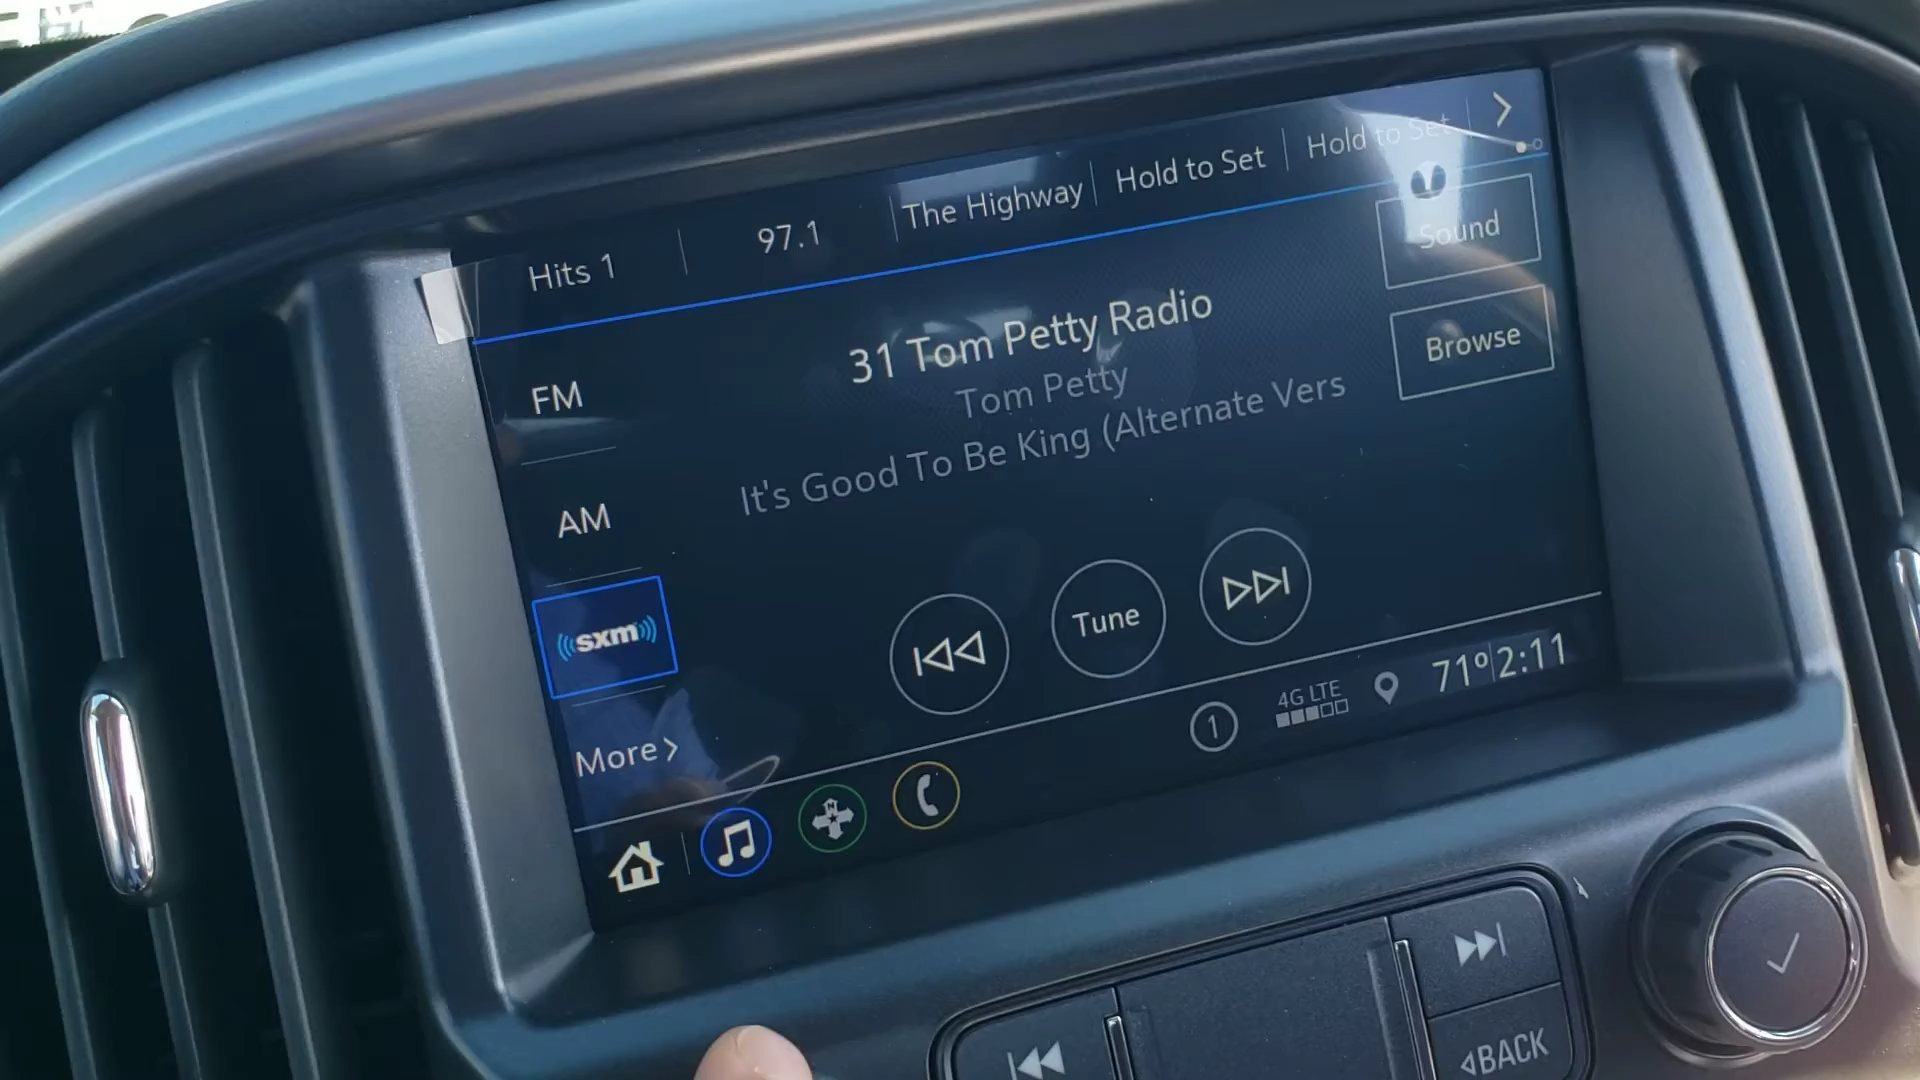 Hits 1
97.1
The Highway
Hold to Set
Hold to Set
Sound
31 Tom Petty Radio
Tom Petty
It's Good To Be King (Alternate Vers
Browse
FM
AM
sxm
Tune
More
1
4G LTE
71º 2:11
BACK